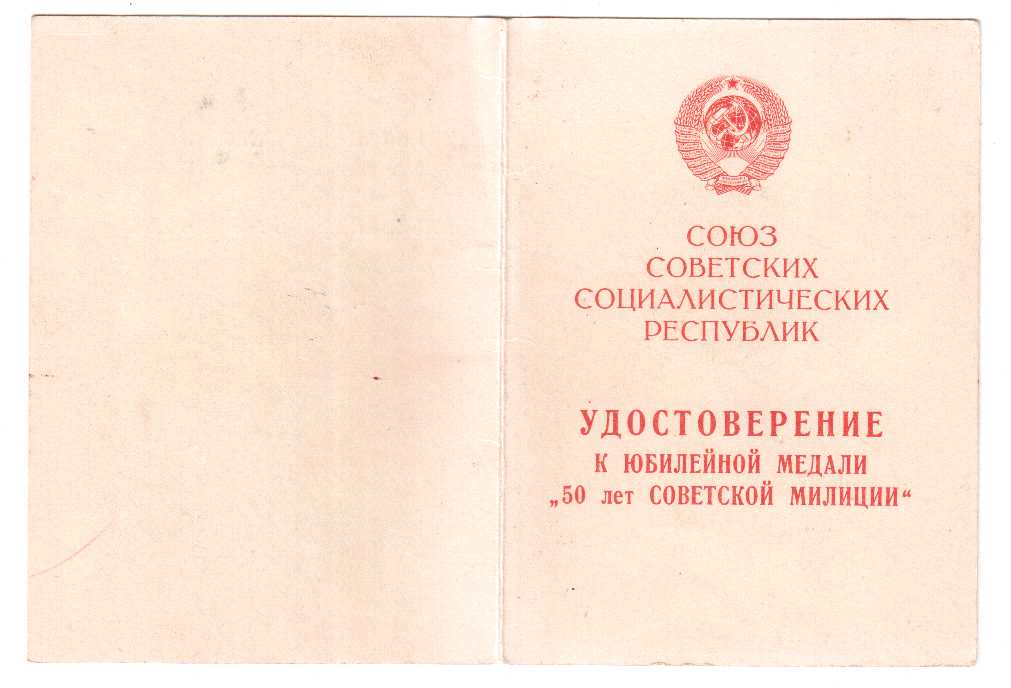 СОЮЗ
СОВЕТСКИХ
СОЦИАЛИСТИЧЕСКИХ
РЕСПУБЛИК
УДОСТОВЕРЕНИЕ
К ЮБИЛЕЙНОЙ МЕДАЛИ
„50 лет СОВЕТСКОЙ МИЛИЦИИ“